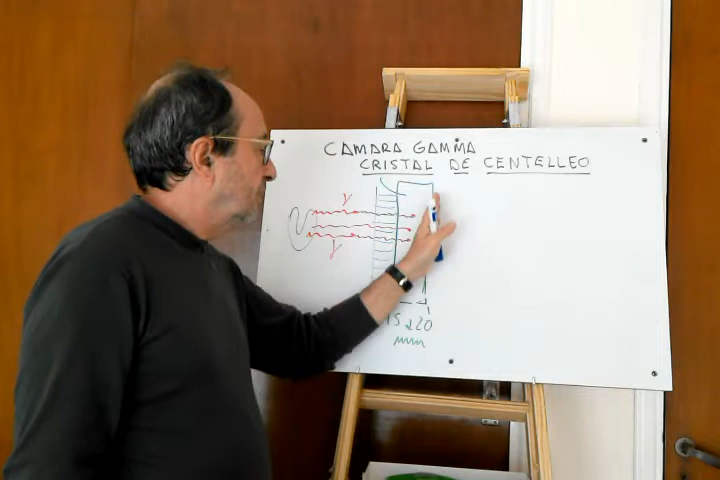 CAMARA GAMMA
CRISTAL DE CENTELLEO
γ
γ
15 a 20
mm